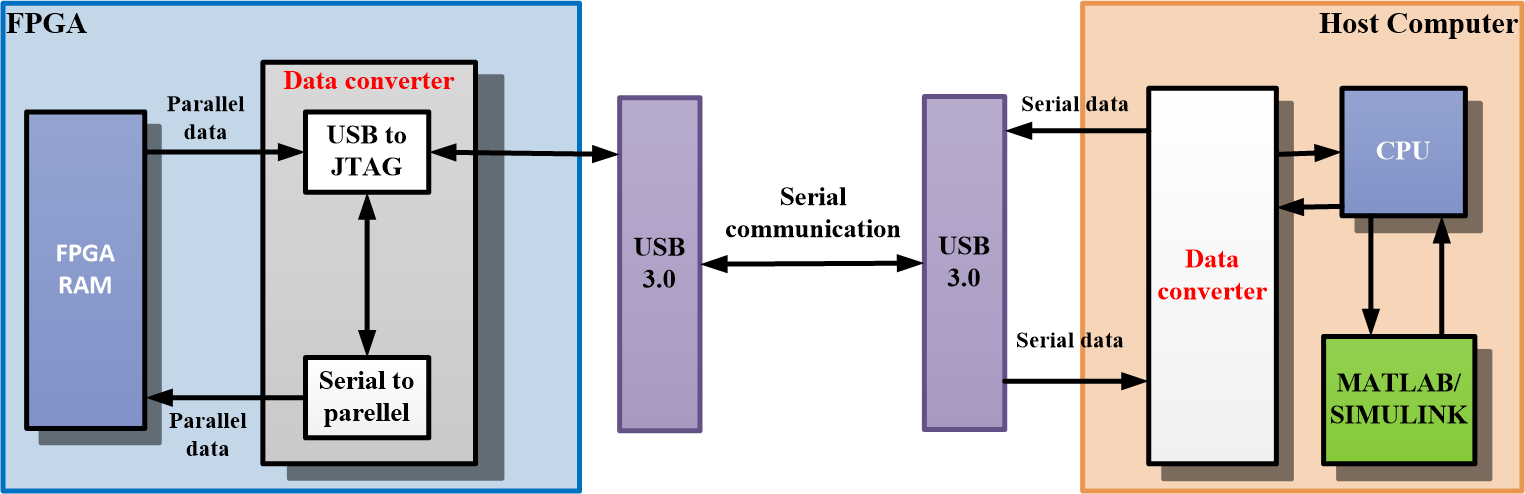 FPGA
Host Computer
Data converter
Parallel
data
USB to
JTAG
FPGA
RAM
Serial to
parellel
Parallel
data
USB
3.0
Serial
communication
USB
3.0
Serial data
Serial data
Data
converter
CPU
MATLAB/
SIMULINK